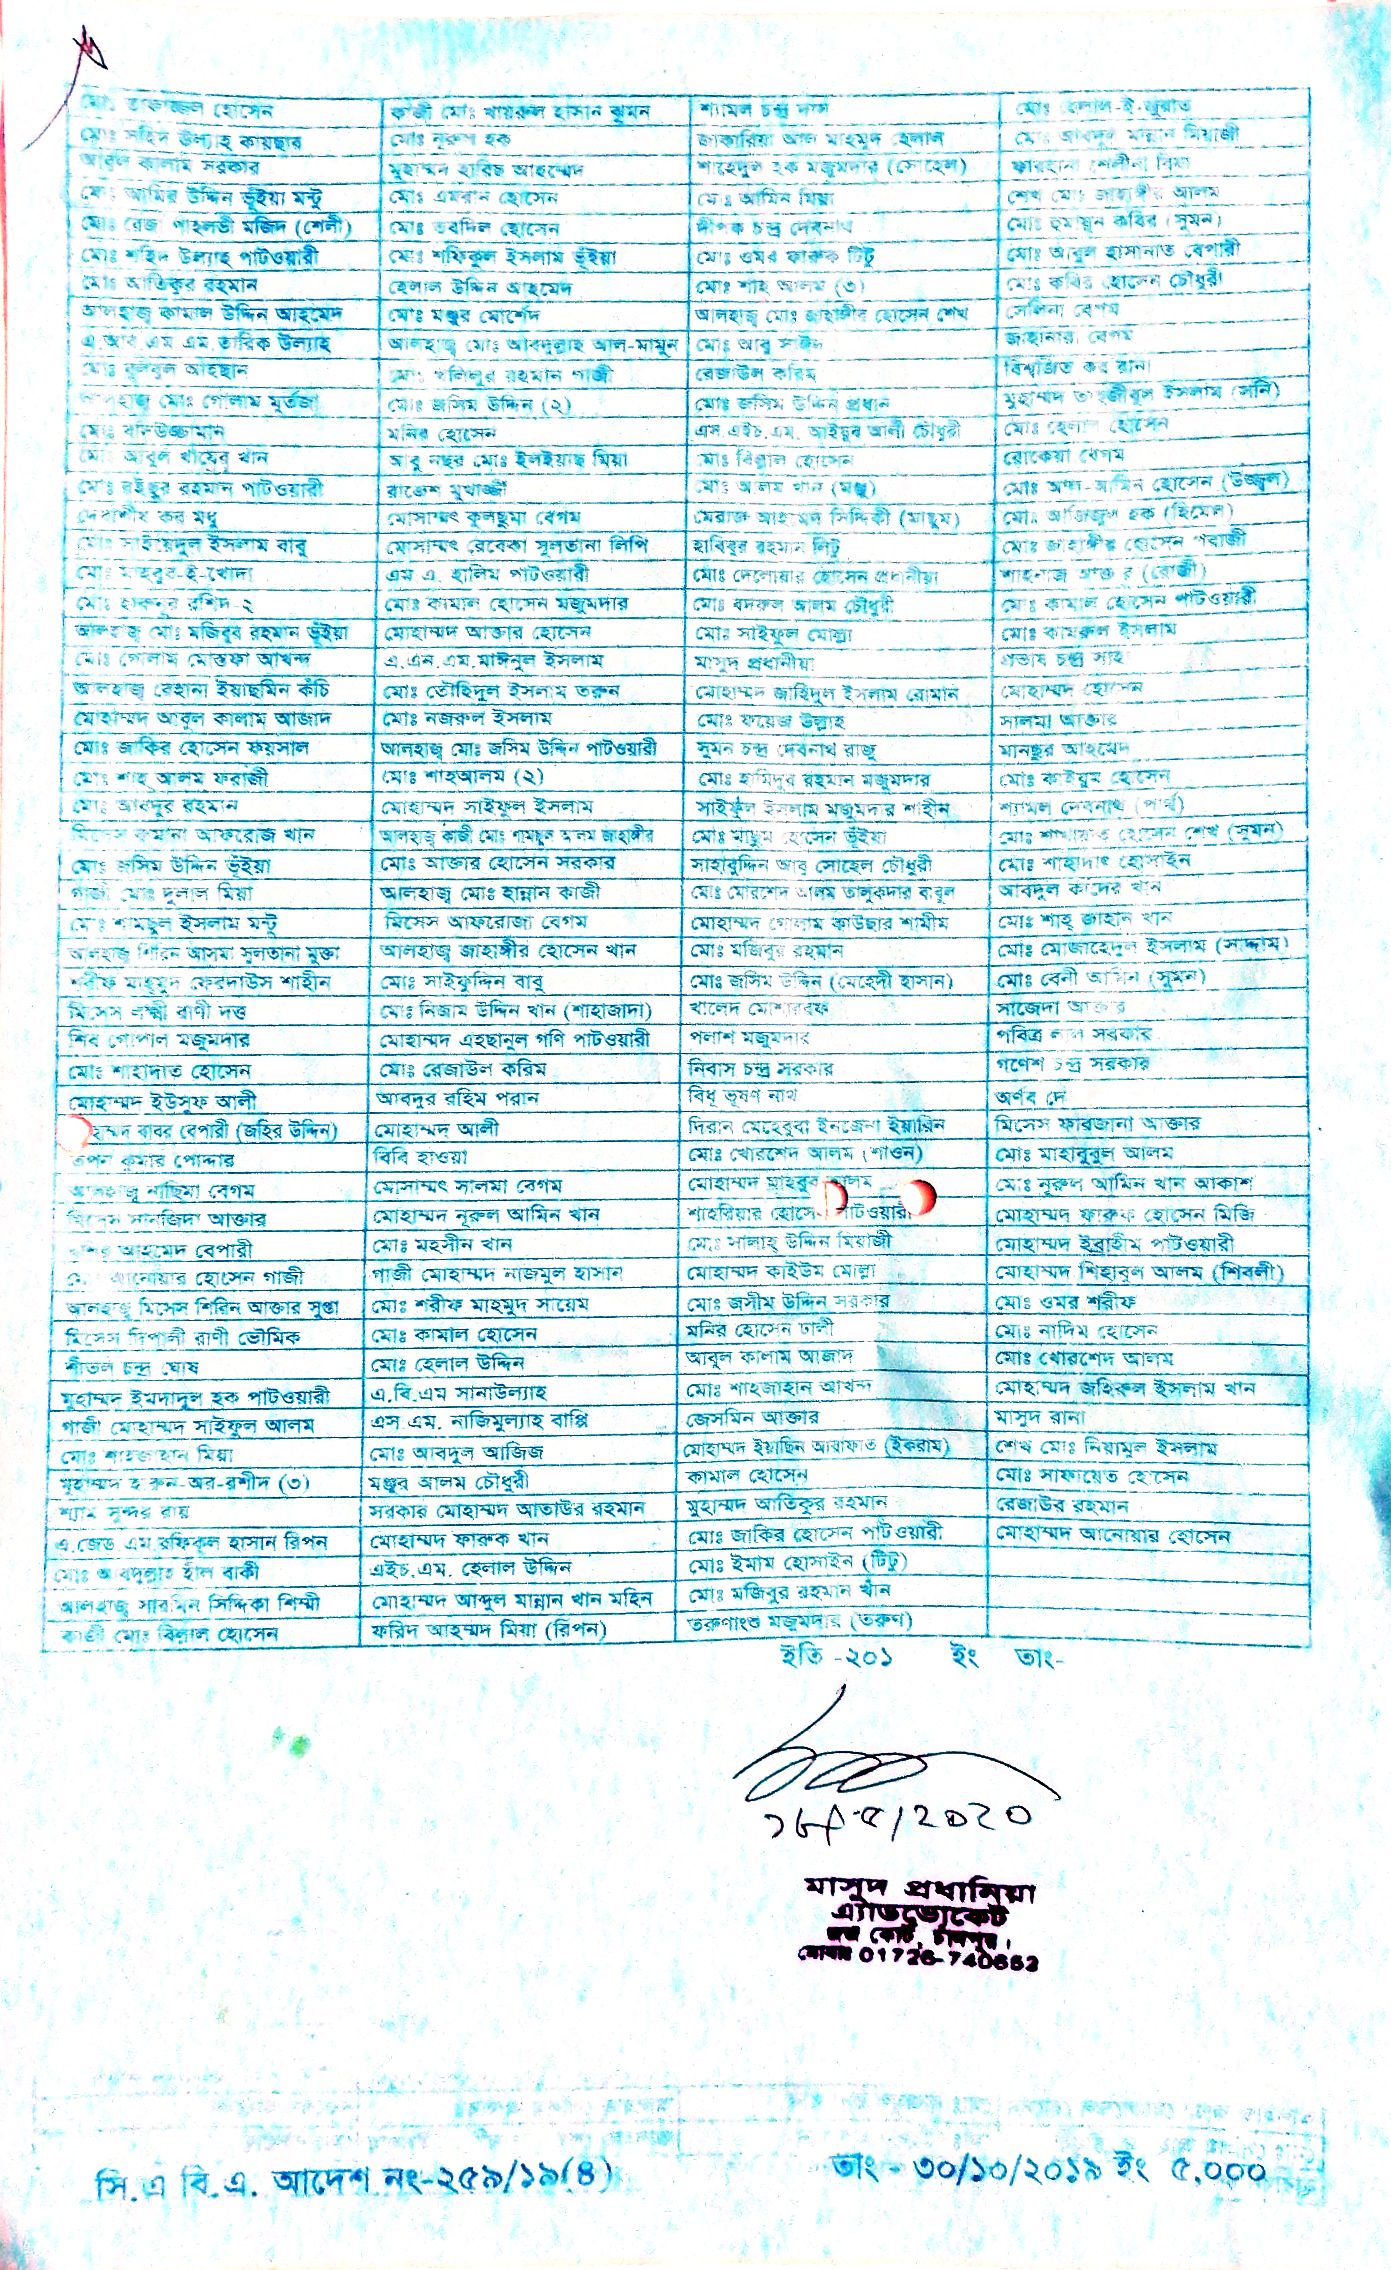 মোঃ তফাজ্জল হোসেন কাজী মোঃ খায়রুল হাসান ঝুমন শ্যামল চন্দ্র দাস মোঃ হেলাল-ই-জুরাত
মোঃ সহিদ উল্যাহ কায়ছার মোঃ নূরুল হক জাকারিয়া আল মাহমুদ হেলাল মোঃ আবদুর মান্নান মিয়াজী
আবুল কালাম সরকার মুহাম্মদ হারিছ আহম্মেদ শাহেদুল হক মজুমদার (সোহেল) ফারহানা শেলীনা
মোঃ আমির উদ্দিন ভূঁইয়া মন্টু মোঃ এমরান হোসেন মোঃ আমিন মিয়া শেখ মোঃ জাহাঙ্গীর আলম
মোঃ রেজা পাহলভী মজিদ (শেলী) মোঃ তবদিল হোসেন দীপক চন্দ্র দেবনাথ মোঃ হুমায়ুন কবির (সুমন)
মোঃ শহিদ উল্যাহ পাটওয়ারী মোঃ শফিকুল ইসলাম ভূঁইয়া মোঃ ওমর ফারুক টিটু মোঃ আবুল হাসানাত বেপারী
মোঃ আতিকুর রহমান হেলাল উদ্দিন আহমেদ মোঃ শাহ্ আলম (৩) মোঃ কবির হোসেন চৌধুরী
আলহাজ্ব কামাল উদ্দিন আহমেদ মোঃ মঞ্জুর মোর্শেদ আলহাজ্ব মোঃ জাহাঙ্গীর হোসেন শেখ সেলিনা বেগম
এ.আর.এম এম.তারিক উল্যাহ আলহাজ্ব মোঃ আবদুল্লাহ আল-মামুন মোঃ আবু সাইদ জাহানারা বেগম
মোঃ বুলবুল আহছান মোঃ খলিলুর রহমান গাজী রেজাউল করিম বিশ্বজিত কর রানা
আলহাজ্ব মোঃ গোলাম মূর্তজা মোঃ জসিম উদ্দিন (২) মোঃ জসিম উদ্দিন প্রধান মুহাম্মদ তানজীবুল ইসলাম (সনি)
মোঃ বদিউজ্জামান মনির হোসেন এস.এইচ.এম. আইয়ুব আলী চৌধুরী মোঃ হেলাল হোসেন
মোঃ আবুল খায়ের খান আবু নছর মোঃ ইলইয়াছ মিয়া মোঃ বিল্লাল হোসেন রোকেয়া বেগম
মোঃ রইছুর রহমান পাটওয়ারী রাজেশ মুখার্জী মোঃ আলম খান (মঞ্জু) মোঃ আল-আমিন হোসেন (উজ্জ্বল)
দেবাশীষ কর মধু মোসাম্মৎ কুলছুমা বেগম মেরাজ আহমেদ সিদ্দিকী (মাছুম) মোঃ আজিজুল হক (হিমেল)
মোঃ সাইয়েদুল ইসলাম বাবু মোসাম্মৎ রেবেকা সুলতানা লিপি হাবিবুর রহমান লিটু মোঃ জাহাঙ্গীর হোসেন ফরাজী
মোঃ মাহবুব-ই-খোদা এম এ. হালিম পাটওয়ারী মোঃ দেলোয়ার হোসেন প্রধানীয়া শাহনাজ আক্তার (রোজী)
মোঃ হারুনুর রশিদ-২ মোঃ কামাল হোসেন মজুমদার মোঃ বদরুল আলম চৌধুরী মোঃ কামাল হোসেন পাটওয়ারী
আলহাজ্ব মোঃ মজিবুর রহমান ভূঁইয়া মোহাম্মদ আক্তার হোসেন মোঃ সাইফুল মোল্লা মোঃ কামরুল ইসলাম
মোঃ গোলাম মোস্তফা আখন্দ এ.এন.এম.মাঈনুল ইসলাম মাসুদ প্রধানীয়া প্রভাষ চন্দ্র সাহা
আলহাজ্ব রেহানা ইয়াছমিন কাঁচি মোঃ তৌহিদুল ইসলাম তরুন মোহাম্মদ জাহিদুল ইসলাম রোমান মোহাম্মদ হোসেন
মোহাম্মদ আবুল কালাম আজাদ মোঃ নজরুল ইসলাম মোঃ ফয়েজ উল্লাহ সালমা আক্তার
মোঃ জাকির হোসেন ফয়সাল আলহাজ্ব মোঃ জসিম উদ্দিন পাটওয়ারী সুমন চন্দ্র দেবনাথ রাজু মানছুর আহমেদ
মোঃ শাহ্ আলম ফরাজী মোঃ শাহআলম (২) মোঃ হামিদুর রহমান মজুমদার মোঃ কাইয়ুম হোসেন
মোঃ আবদুর রহমান মোহাম্মদ সাইফুল ইসলাম সাইফুল ইসলাম মজুমদার শাহীন শ্যামল দেবনাথ (পার্থ)
মিসেস কামানা আফরোজ খান আলহাজ্ব কাজী মোঃ শামছুল আলম জাহাঙ্গীর মোঃ মাছুম হোসেন ভূঁইয়া মোঃ শাখাওয়াত হোসেন শেখ (সুমন)
মোঃ জসিম উদ্দিন ভূঁইয়া মোঃ আক্তার হোসেন সরকার সাহাবুদ্দিন আবু সোহেল চৌধুরী মোঃ শাহাদাৎ হোসাইন
গাজী মোঃ দুলাল মিয়া আলহাজ্ব মোঃ হান্নান কাজী মোঃ মোরশেদ আলম তালুকদার বাবুল আবদুল কাদের খান
মোঃ শামছুল ইসলাম মন্টু মিসেস আফরোজা বেগম মোহাম্মদ গোলাম কাউছার শামীম মোঃ শাহ্ জাহান খান
আলহাজ্ব শিরিন আসমা সুলতানা মুক্তা আলহাজ্ব জাহাঙ্গীর হোসেন খান মোঃ মজিবুর রহমান মোঃ মোজাহেদুল ইসলাম (সাদ্দাম)
শরীফ মাহমুদ ফেরদাউস শাহীন মোঃ সাইফুদ্দিন বাবু মোঃ জসিম উদ্দিন (মেহেদী হাসান) মোঃ বেনী আমিন (সুমন)
মিসেস লক্ষ্মী রাণী দত্ত মোঃ নিজাম উদ্দিন খান (শাহাজাদা) খালেদ মোশাররফ সাজেদা আক্তার
শিব গোপাল মজুমদার মোহাম্মদ এহছানুল গণি পাটওয়ারী পলাশ মজুমদার পবিত্র লাল সরকার
মোঃ শাহাদাত হোসেন মোঃ রেজাউল করিম নিবাস চন্দ্র সরকার গণেশ চন্দ্র সরকার
মোহাম্মদ ইউসুফ আলী আবদুর রহিম পরান বিধূ ভূষণ নাথ অর্ণব দে
হম্মদ বাবর বেপারী (জহির উদ্দিন) মোহাম্মদ আলী দিরান মেহেবুবা ইনজেনা ইয়ারিন মিসেস ফারজানা আক্তার
তপন কুমার পোদ্দার বিবি হাওয়া মোঃ খোরশেদ আলম (শাওন) মোঃ মাহাবুবুল আলম
আলহাজ্ব নাছিমা বেগম মোসাম্মৎ সালমা বেগম মোহাম্মদ মাহবুব আলম মোঃ নূরুল আমিন খান আকাশ
মিসেস সানজিদা আক্তার মোহাম্মদ নূরুল আমিন খান শাহরিয়ার হোসেন পাটওয়ারী মোহাম্মদ ফারুক হোসেন মিজি
আহমেদ বেপারী মোঃ মহসীন খান মোঃ সালাহ্ উদ্দিন মিয়াজী মোহাম্মদ ইব্রাহীম পাটওয়ারী
আনোয়ার হোসেন গাজী গাজী মোহাম্মদ নাজমুল হাসান মোহাম্মদ কাইউম মোল্লা মোহাম্মদ শিহাবুল আলম (শিবলী)
আলহাজ্ব মিসেস শিরিন আক্তার সুপ্তা মোঃ শরীফ মাহমুদ সায়েম মোঃ জসীম উদ্দিন সরকার মোঃ ওমর শরীফ
মিসেস দিপালী রাণী ভৌমিক মোঃ কামাল হোসেন মনির হোসেন ঢালী মোঃ নাদিম হোসেন
শীতল চন্দ্র ঘোষ মোঃ হেলাল উদ্দিন আবুল কালাম আজাদ মোঃ খোরশেদ আলম
মুহাম্মদ ইমদাদুল হক পাটওয়ারী এ.বি.এম সানাউল্যাহ মোঃ শাহজাহান আখন্দ মোহাম্মদ জহিরুল ইসলাম খান
গাজী মোহাম্মদ সাইফুল আলম এস এম. নাজিমুল্যাহ বাপ্পি জেসমিন আক্তার মাসুদ রানা
মোঃ শাহজাহান মিয়া মোঃ আবদুল আজিজ মোহাম্মদ ইয়াছিন আরাফাত (ইকরাম) শেখ মোঃ নিয়ামুল ইসলাম
মুহাম্মদ হারুন-অর-রশীদ (৩) মঞ্জুর আলম চৌধুরী কামাল হোসেন মোঃ সাফায়েত হোসেন
শ্যাম সুন্দর রায় সরকার মোহাম্মদ আতাউর রহমান মুহাম্মদ আতিকুর রহমান রেজাউর রহমান
এ.জেড এম.রফিকুল হাসান রিপন মোহাম্মদ ফারুক খান মোঃ জাকির হোসেন পাটওয়ারী মোহাম্মদ আনোয়ার হোসেন
মোঃ আবদুল্লাহ হীল বাকী এইচ.এম. হেলাল উদ্দিন মোঃ ইমাম হোসাইন (টিটু)
আলহাজ্ব সারমিন সিদ্দিকা শিম্মী মোহাম্মদ আব্দুল মান্নান খান মহিন মোঃ মজিবুর রহমান খাঁন
কাজী মোঃ বিল্লাল হোসেন ফরিদ আহম্মদ মিয়া (রিপন) তরুণাংশু মজুমদার (তরুণ)
ইতি -২০১ ইং তাং-
/৫/2020
মাসুদ প্রধানিয়া
এ্যাডভোকেট
জজ কোর্ট, চাঁদপুর।
মোবাঃ 01726-740652
সি.এ বি.এ. আদেশ নং-২৫৯/১৯(৪) তাং - ৩০/১০/২০১৯ ইং ৫,০০০